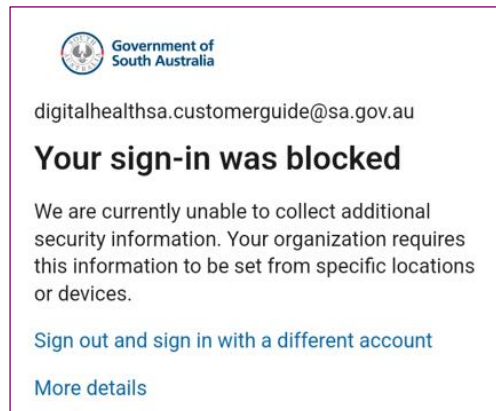 Government of
South Australia
digitalhealthsa.customerguide@sa.gov.au
Your sign-in was blocked
We are currently unable to collect additional
security information. Your organization requires
this information to be set from specific locations
or devices.
Sign out and sign in with a different account
More details